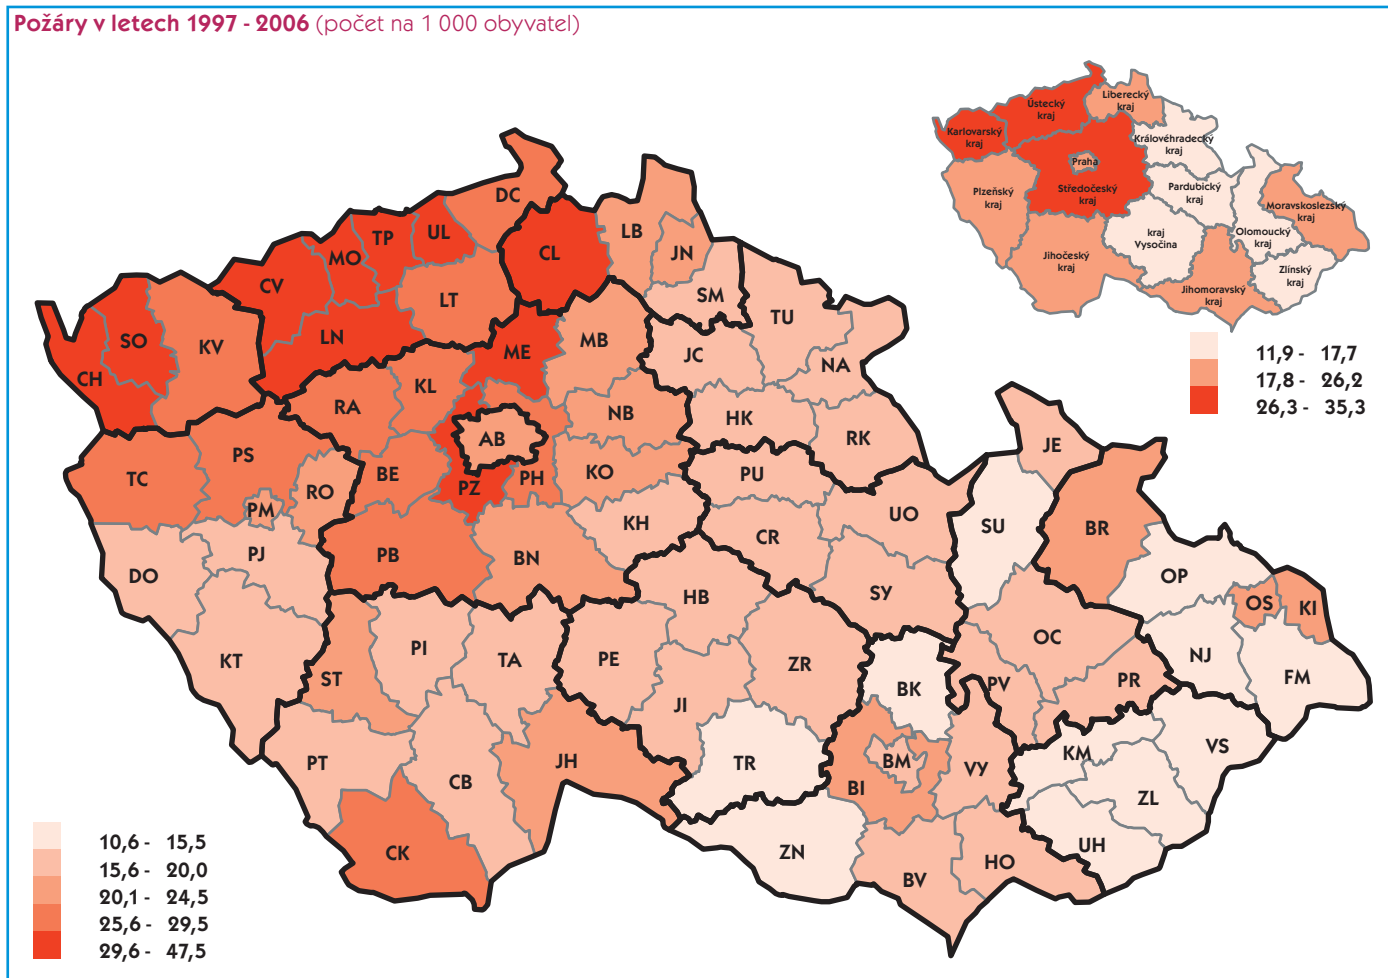 Požáry v letech 1997 - 2006 (počet na 1 000 obyvatel)
Ústecký
kraj
Liberecký
kraj
Karlovarský
kraj
Královéhradecký
kraj
Praha
Středočeský
kraj
Plzeňský
kraj
Pardubický
kraj
Moravskoslezský
kraj
kraj
Vysočina
Olomoucký
kraj
Jihočeský
kraj
Zlínský
kraj
Jihomoravský
kraj
11,9 - 17,7
17,8 - 26,2
26,3 - 35,3
DC
UL
TP
MO
CV
CL
LB
JN
SM
LT
LN
TU
SO
KV
CH
ME
MB
JC
NA
KL
RA
NB
HK
RK
AB
TC
PS
RO
PM
BE
PZ
PH
KO
PU
JE
KH
UO
SU
BR
PJ
DO
PB
BN
CR
OP
HB
SY
OS
KI
OC
KT
PI
TA
PE
ZR
NJ
FM
ST
JI
BK
PV
PR
PT
CB
JH
TR
BM
BI
VY
KM
VS
ZL
CK
ZN
BV
HO
UH
10,6 - 15,5
15,6 - 20,0
20,1 - 24,5
25,6 - 29,5
29,6 - 47,5